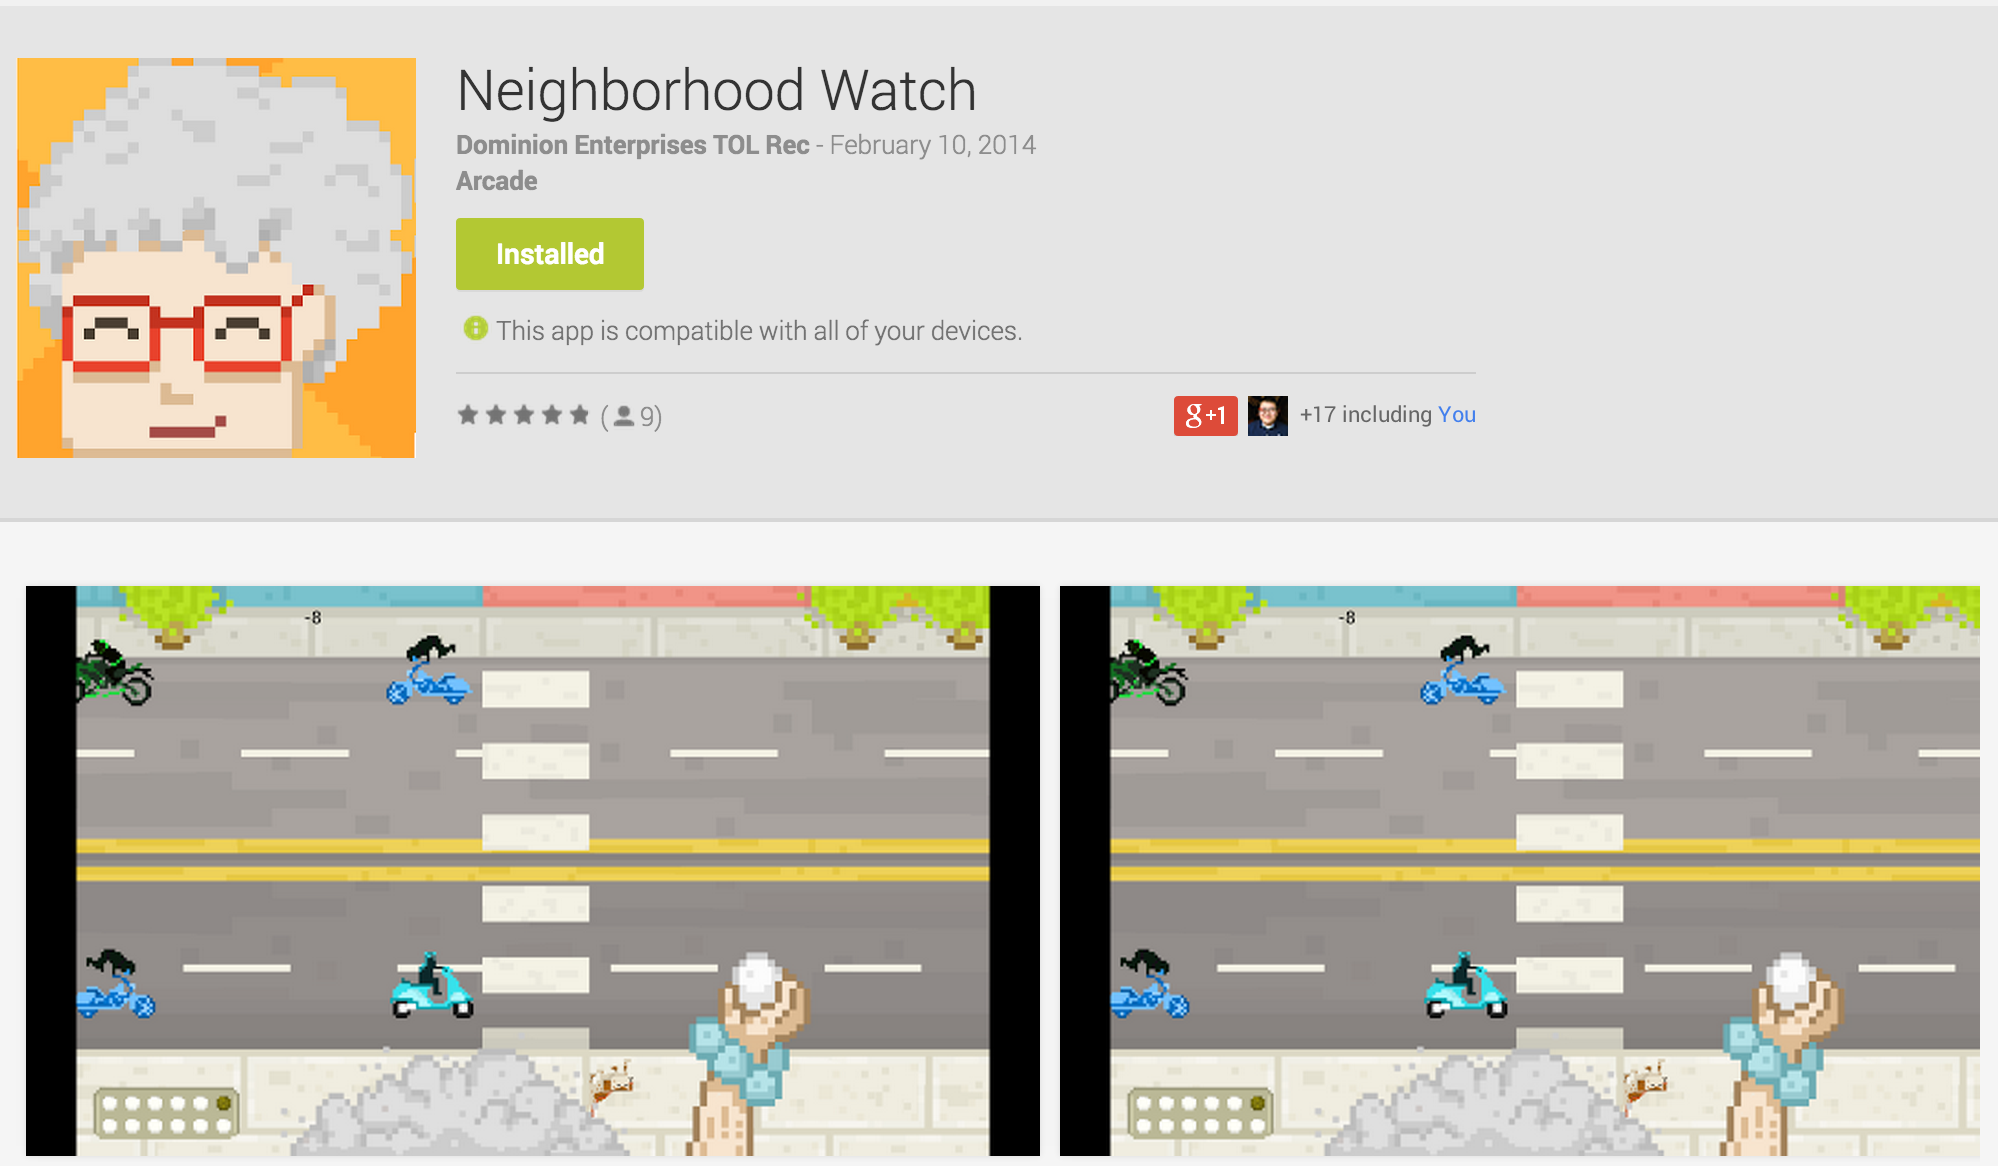 Neighborhood Watch
Dominion Enterprises TOL Rec - February 10, 2014
Arcade
Installed
This app is compatible with all of your devices.
(9)
g+1 +17 including You
-8
-8